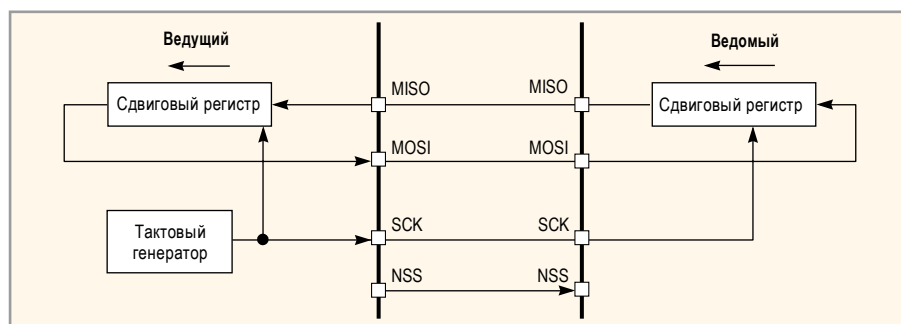 Ведущий
Ведомый
Сдвиговый регистр
MISO
MISO
Сдвиговый регистр
MOSI
MOSI
Тактовый
генератор
SCK
SCK
NSS
NSS